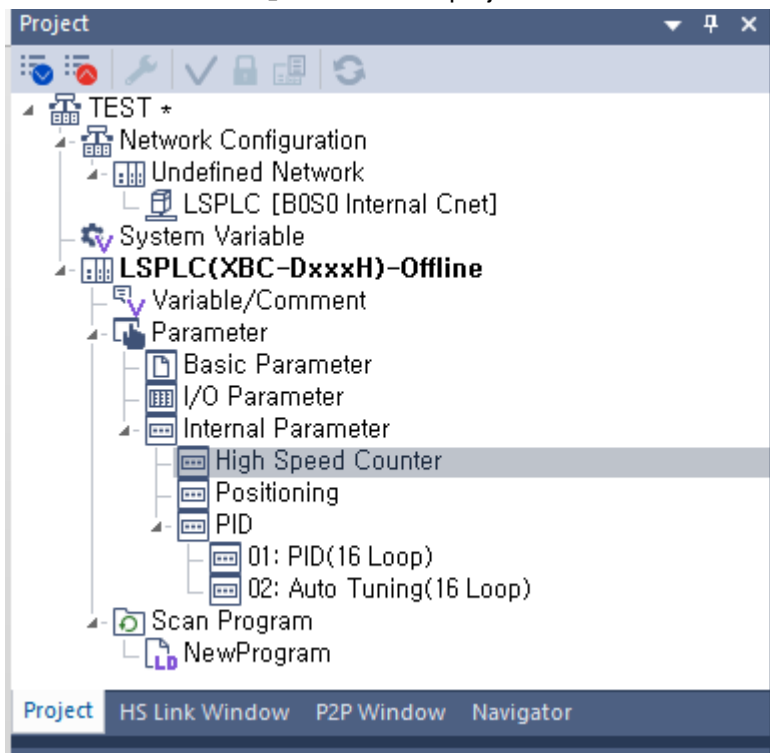 Project
TEST *
Network Configuration
Undefined Network
LSPLC [B0S0 Internal Cnet]
System Variable
LSPLC(XBC-DxxxH)-Offline
Variable/Comment
Parameter
Basic Parameter
I/O Parameter
Internal Parameter
High Speed Counter
Positioning
PID
01: PID(16 Loop)
02: Auto Tuning(16 Loop)
Scan Program
NewProgram
Project HS Link Window P2P Window Navigator